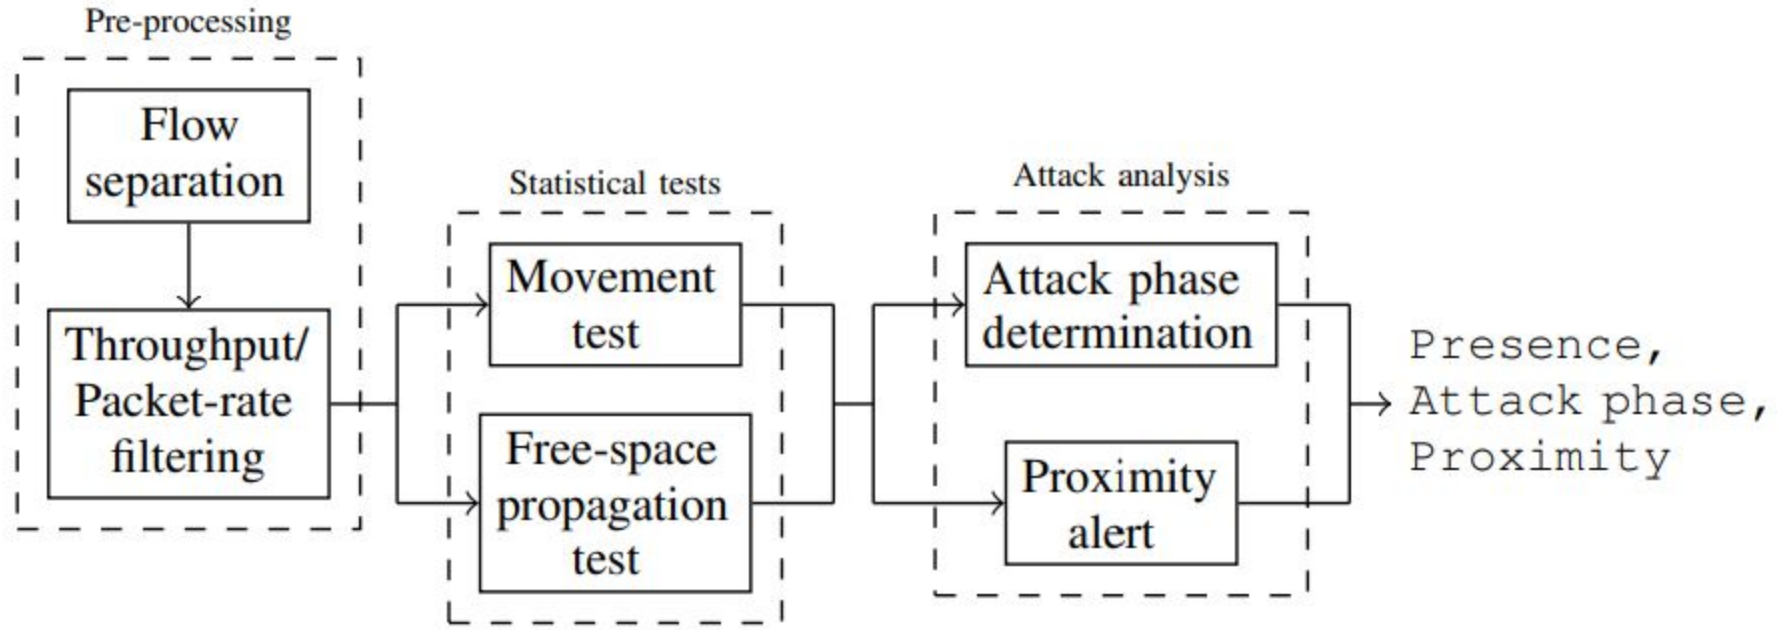 Pre-processing
Flow
separation
Throughput/
Packet-rate
filtering
Statistical tests
Movement
test
Free-space
propagation
test
Attack analysis
Attack phase
determination
Proximity
alert
Presence,
Attack phase,
Proximity